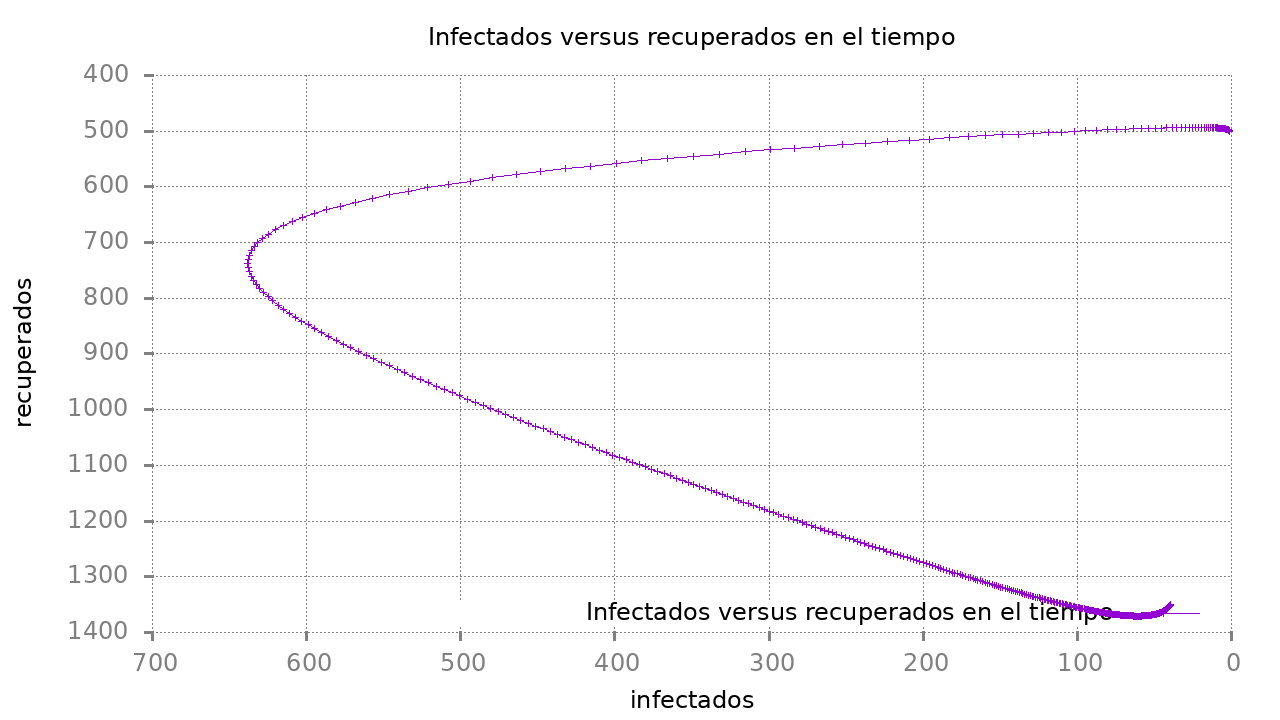 Infectados versus recuperados en el tiempo
400
500
600
700
800
900
1000
1100
1200
1300
1400
recuperados
Infectados versus recuperados en el tiempo
700 600 500 400 300 200 100 0
infectados